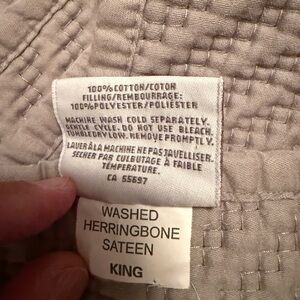 100% COTTON/COTON
FILLING/REMBOURRAGE:
100% POLYESTER/POLIESTER
MACHINE WASH COLD SEPARATELY.
GENTLE CYCLE. DO NOT USE BLEACH.
TUMBLE DRY LOW. REMOVE PROMPTLY.
LAVER À LA MACHINE NE PAS JAVELLISER.
SECHER PAR CULBUTAGE À FAIBLE
TÉMPERATURE.
CA 55697
WASHED
HERRINGBONE
SATEEN
KING